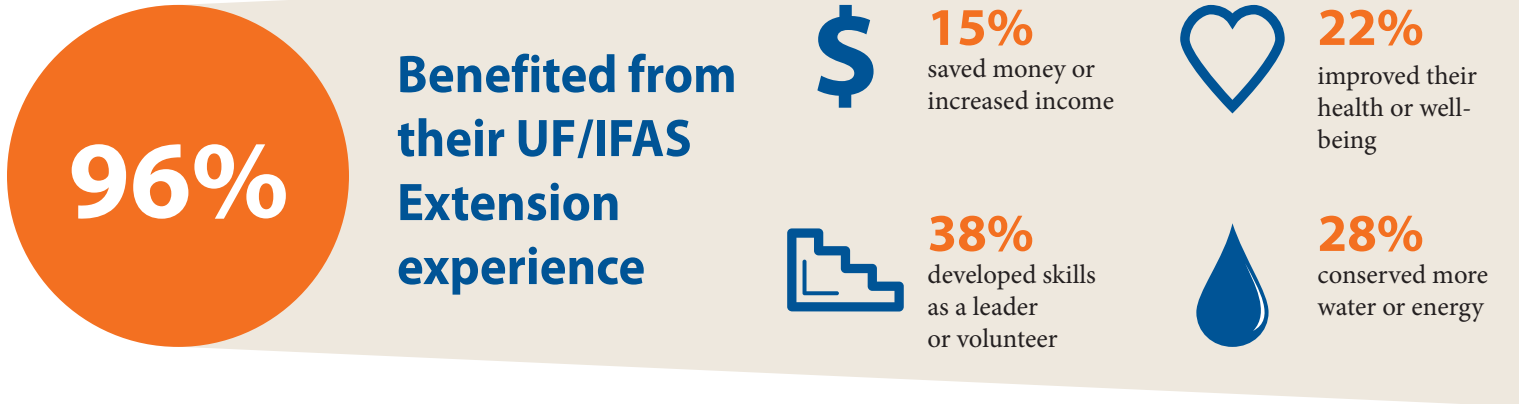 96%
Benefited from
their UF/IFAS
Extension
experience
15%
saved money or
increased income
22%
improved their
health or well-
being
38%
developed skills
as a leader
or volunteer
28%
conserved more
water or energy